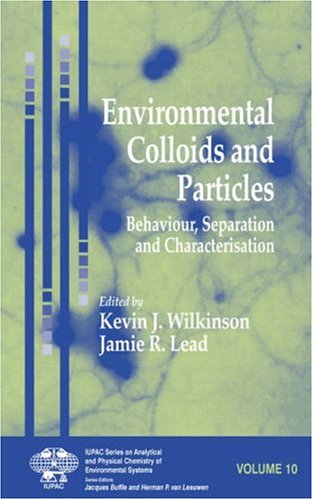 Environmental
Colloids and
Particles
Behaviour, Separation
and Characterisation
Edited by
Kevin J. Wilkinson
Jamie R. Lead
IUPAC Series on Analytical
and Physical Chemistry of
Environmental Systems
Series Editors
Jacques Buffle and Herman P. van Leeuwen
IUPAC
VOLUME 10